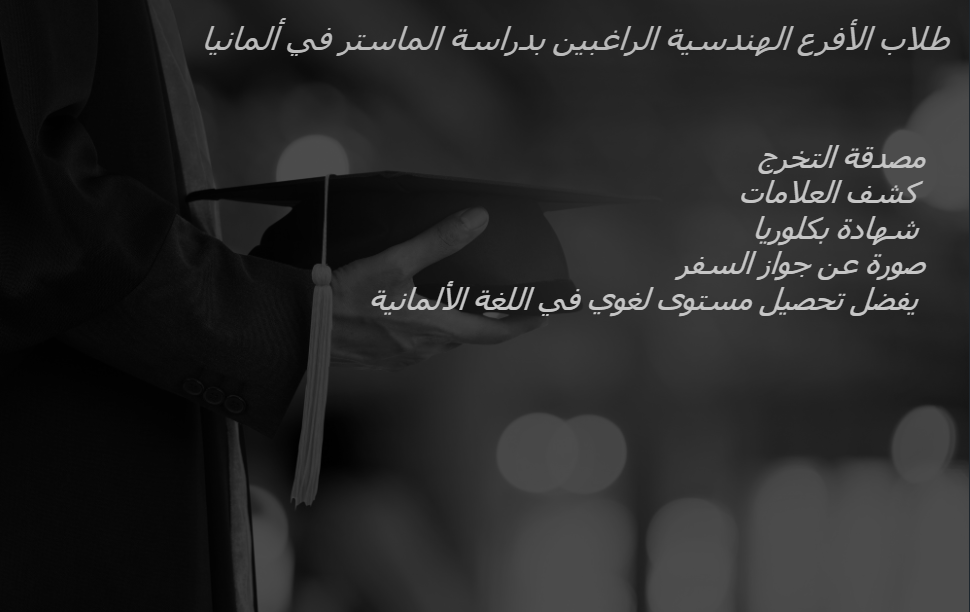 طلاب الأفرع الهندسية الراغبين بدراسة الماستر في ألمانيا
مصدقة التخرج
كشف العلامات
شهادة بكلوريا
صورة عن جواز السفر
يفضل تحصيل مستوى لغوي في اللغة الألمانية